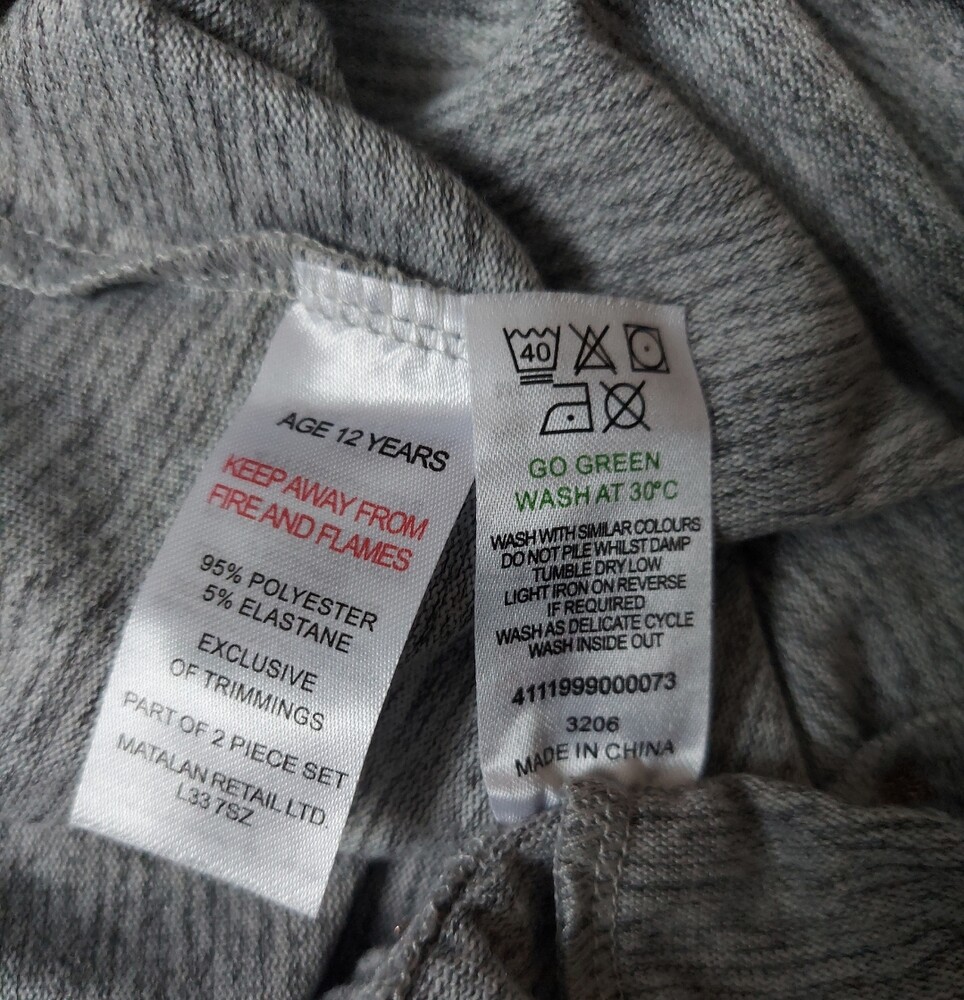 AGE 12 YEARS
KEEP AWAY FROM
FIRE AND FLAMES
95% POLYESTER
5% ELASTANE
EXCLUSIVE
OF TRIMMINGS
PART OF 2 PIECE SET
MATALAN RETAIL LTD.
L33 7SZ
40
GO GREEN
WASH AT 30°C
WASH WITH SIMILAR COLOURS
DO NOT PILE WHILST DAMP
TUMBLE DRY LOW
LIGHT IRON ON REVERSE
IF REQUIRED
WASH AS DELICATE CYCLE
WASH INSIDE OUT
4111999000073
3206
MADE IN CHINA